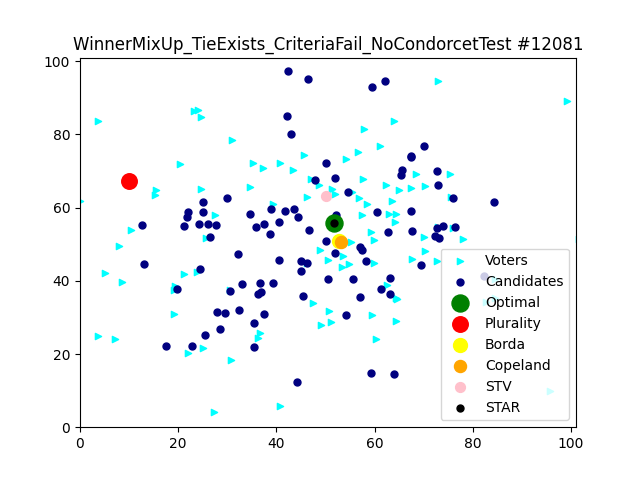 WinnerMixUp_TieExists_CriteriaFail_NoCondorcetTest #12081
100
80
60
40
20
0
0
20
40
60
80
100
Voters
Candidates
Optimal
Plurality
Borda
Copeland
STV
STAR